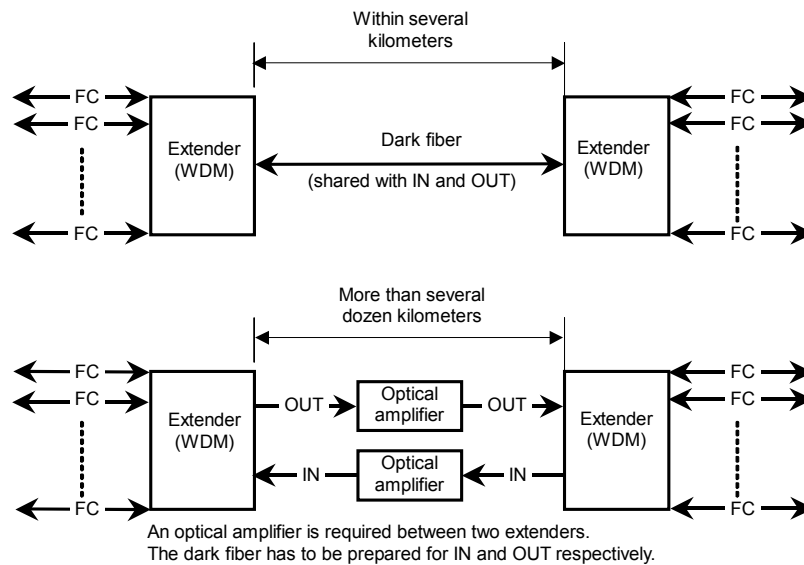 Within several
kilometers
FC
FC
FC
FC
Extender
(WDM)
Dark fiber
(shared with IN and OUT)
Extender
(WDM)
FC
FC
More than several
dozen kilometers
FC
FC
FC
FC
Extender
(WDM)
OUT
Optical
amplifier
OUT
Extender
(WDM)
IN
Optical
amplifier
IN
FC
FC
An optical amplifier is required between two extenders.
The dark fiber has to be prepared for IN and OUT respectively.